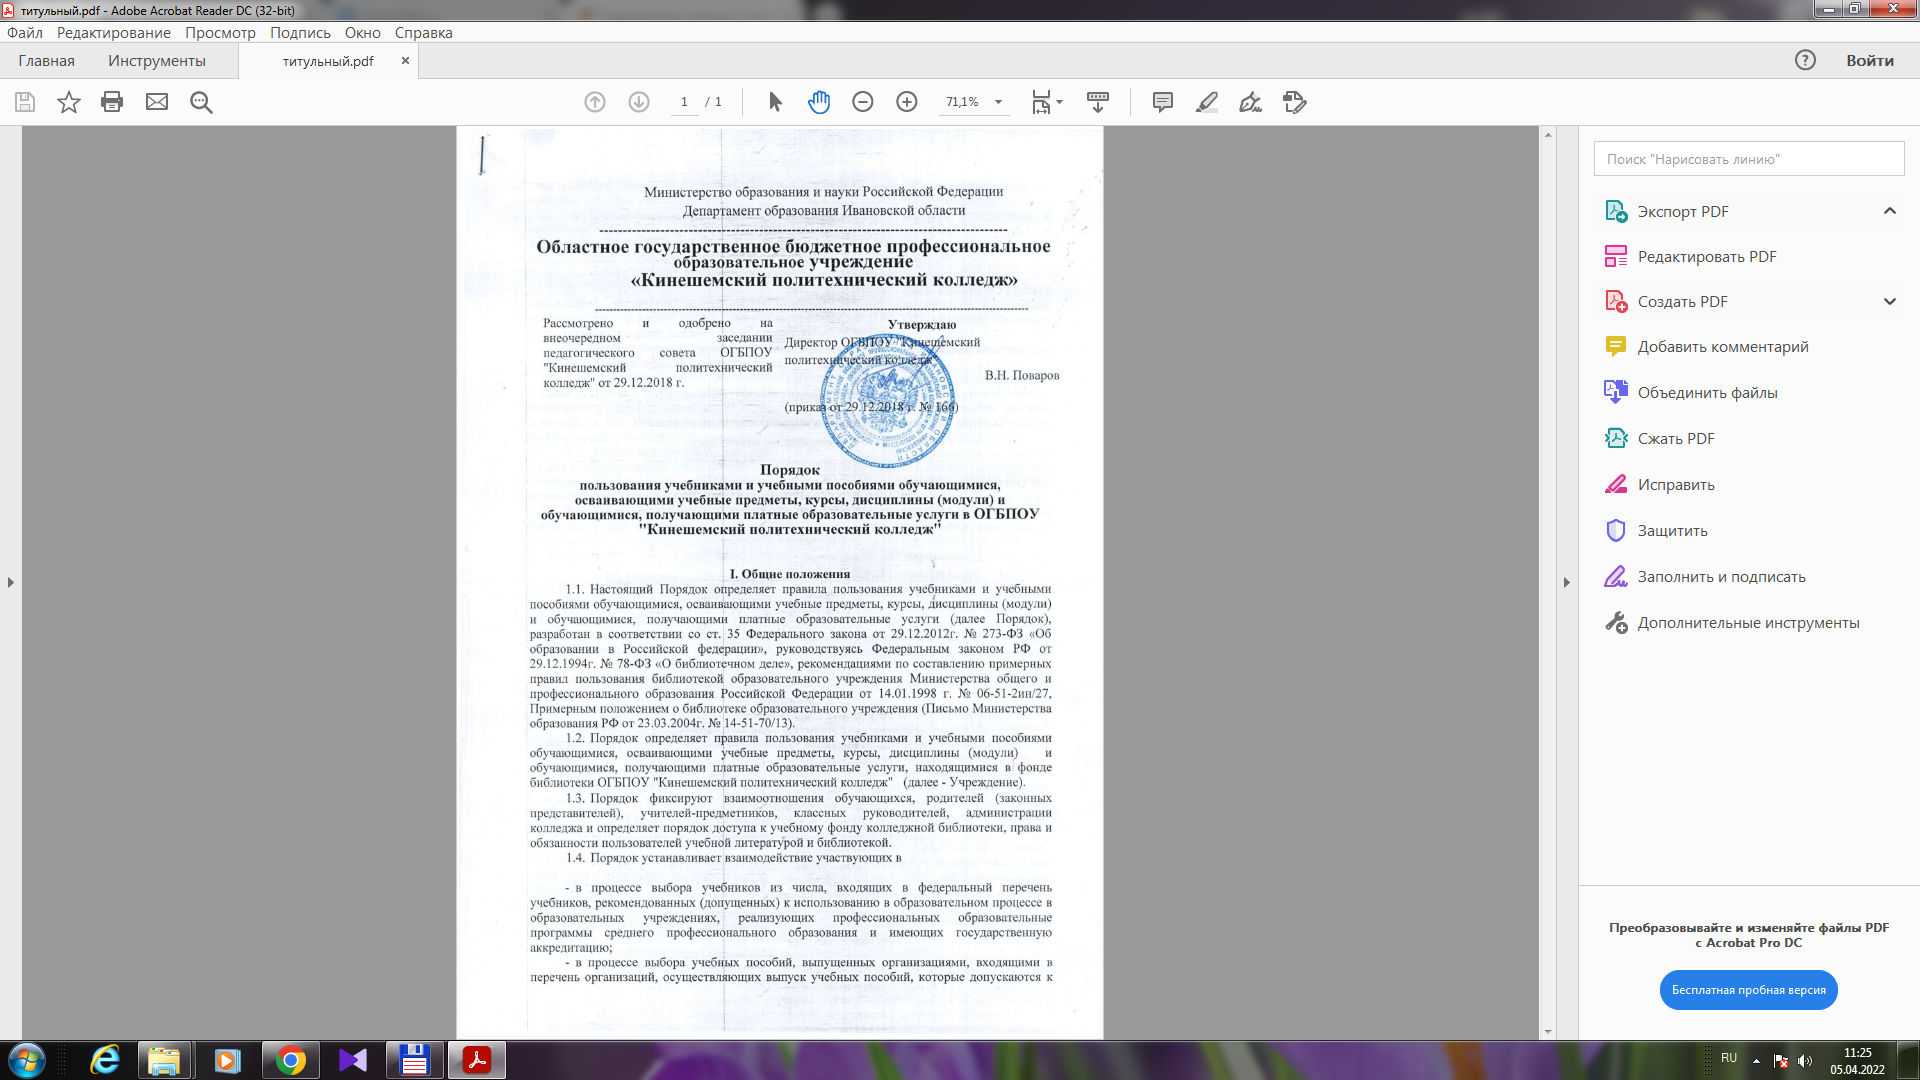 титульный.pdf - Adobe Acrobat Reader DC (32-bit)
Файл Редактирование Просмотр Подпись Окно Справка
Главная Инструменты титульный.pdf Войти
1 / 1 71,1%
Министерство образования и науки Российской Федерации
Департамент образования Ивановской области
Областное государственное бюджетное профессиональное
образовательное учреждение
«Кинешемский политехнический колледж»
Рассмотрено и одобрено на
внеочередном заседании
педагогического совета ОГБПОУ
"Кинешемский политехнический
колледж" от 29.12.2018 г.
Утверждаю
Директор ОГБПОУ "Кинешемский
политехнический колледж"
В.Н. Поваров
(приказ от 29.12.2018 г. № 166)
Порядок
пользования учебниками и учебными пособиями обучающимися,
осваивающими учебные предметы, курсы, дисциплины (модули) и
обучающимися, получающими платные образовательные услуги в ОГБПОУ
"Кинешемский политехнический колледж"
I. Общие положения
1.1. Настоящий Порядок определяет правила пользования учебниками и учебными
пособиями обучающимися, осваивающими учебные предметы, курсы, дисциплины (модули)
и обучающимися, получающими платные образовательные услуги (далее Порядок),
разработан в соответствии со ст. 35 Федерального закона от 29.12.2012г. № 273-ФЗ «Об
образовании в Российской федерации», руководствуясь Федеральным законом РФ от
29.12.1994г. № 78-ФЗ «О библиотечном деле», рекомендациями по составлению примерных
правил пользования библиотекой образовательного учреждения Министерства общего и
профессионального образования Российской Федерации от 14.01.1998 г. № 06-51-2ин/27,
Примерным положением о библиотеке образовательного учреждения (Письмо Министерства
образования РФ от 23.03.2004г. № 14-51-70/13).
1.2. Порядок определяет правила пользования учебниками и учебными пособиями
обучающимися, осваивающими учебные предметы, курсы, дисциплины (модули) и
обучающимися, получающими платные образовательные услуги, находящимися в фонде
библиотеки ОГБПОУ "Кинешемский политехнический колледж" (далее - Учреждение).
1.3. Порядок фиксируют взаимоотношения обучающихся, родителей (законных
представителей), учителей-предметников, классных руководителей, администрации
колледжа и определяет порядок доступа к учебному фонду колледжной библиотеки, права и
обязанности пользователей учебной литературой и библиотекой.
1.4. Порядок устанавливает взаимодействие участвующих в
- в процессе выбора учебников из числа, входящих в федеральный перечень
учебников, рекомендованных (допущенных) к использованию в образовательном процессе в
образовательных учреждениях, реализующих профессиональных образовательные
программы среднего профессионального образования и имеющих государственную
аккредитацию;
- в процессе выбора учебных пособий, выпущенных организациями, входящими в
перечень организаций, осуществляющих выпуск учебных пособий, которые допускаются к
Поиск "Нарисовать линию"
Экспорт PDF
Редактировать PDF
Создать PDF
Добавить комментарий
Объединить файлы
Сжать PDF
Исправить
Защитить
Заполнить и подписать
Дополнительные инструменты
Преобразовывайте и изменяйте файлы PDF
с Acrobat Pro DC
Бесплатная пробная версия
RU
11:25
05.04.2022